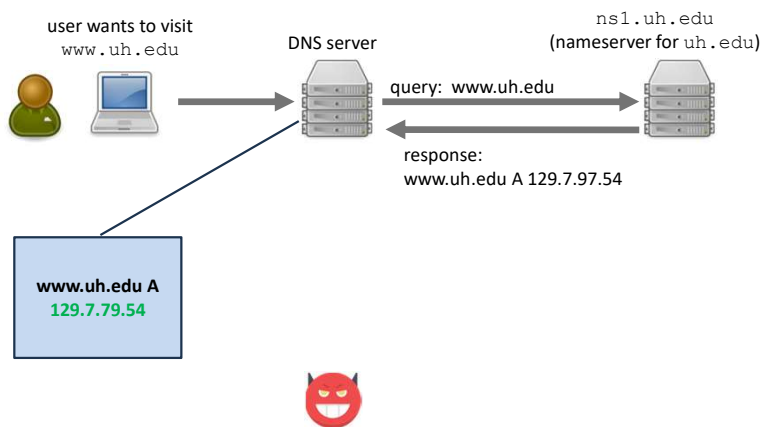 user wants to visit
www.uh.edu
DNS server
ns1.uh.edu
(nameserver for uh.edu)
query: www.uh.edu
response:
www.uh.edu A 129.7.97.54
www.uh.edu A
129.7.79.54